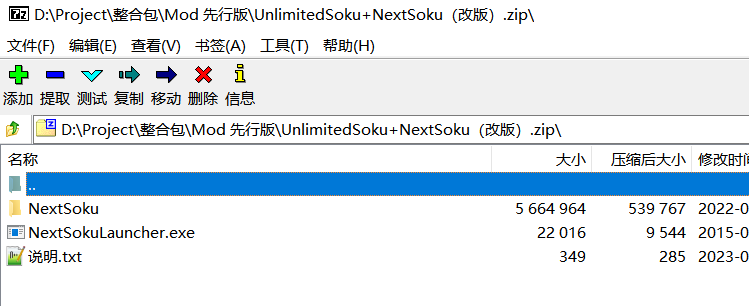 D:\Project\整合包\Mod 先行版\UnlimitedSoku+NextSoku（改版）.zip\
文件(F) 编辑(E) 查看(V) 书签(A) 工具(T) 帮助(H)
添加 提取 测试 复制 移动 删除 信息
D:\Project\整合包\Mod 先行版\UnlimitedSoku+NextSoku（改版）.zip\
名称 大小 压缩后大小 修改时间
..
NextSoku 5 664 964 539 767 2022-0
NextSokuLauncher.exe 22 016 9 544 2015-0
说明.txt 349 285 2023-0